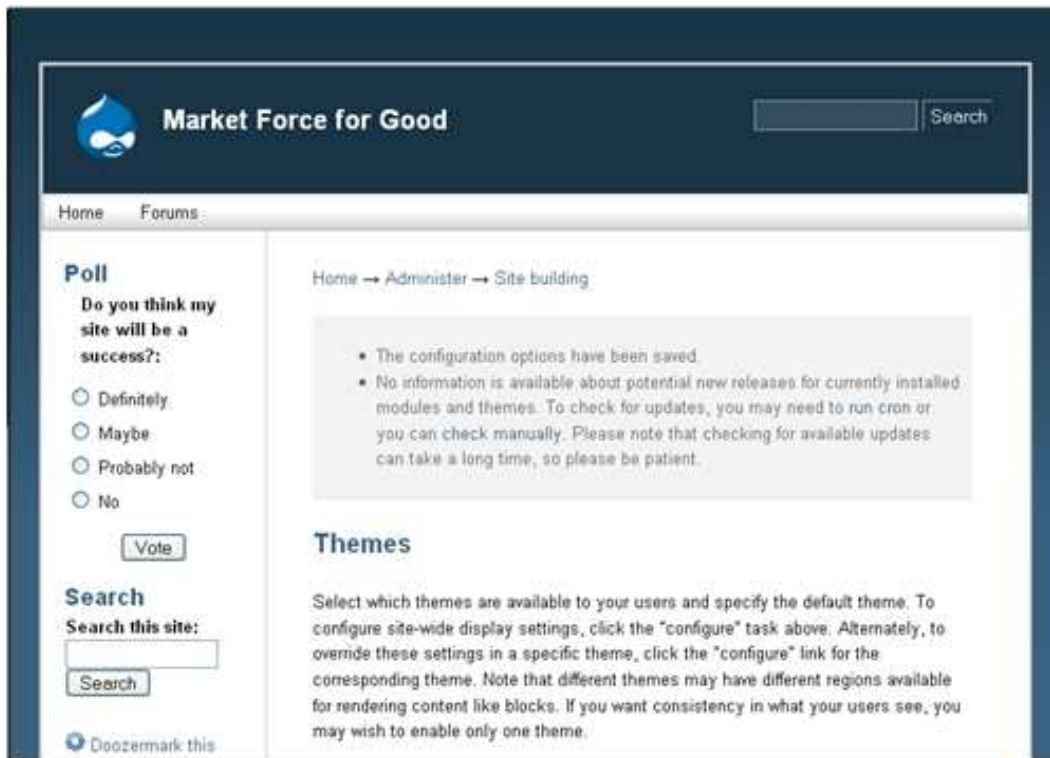 Market Force for Good
Search
Home Forums
Poll
Do you think my
site will be a
success?:
Definitely
Maybe
Probably not
No
Vote
Search
Search this site:
Search
Doozermark this
Home → Administer → Site building
• The configuration options have been saved.
• No information is available about potential new releases for currently installed
modules and themes. To check for updates, you may need to run cron or
you can check manually. Please note that checking for available updates
can take a long time, so please be patient.
Themes
Select which themes are available to your users and specify the default theme. To
configure site-wide display settings, click the "configure" task above. Alternately, to
override these settings in a specific theme, click the "configure" link for the
corresponding theme. Note that different themes may have different regions available
for rendering content like blocks. If you want consistency in what your users see, you
may wish to enable only one theme.